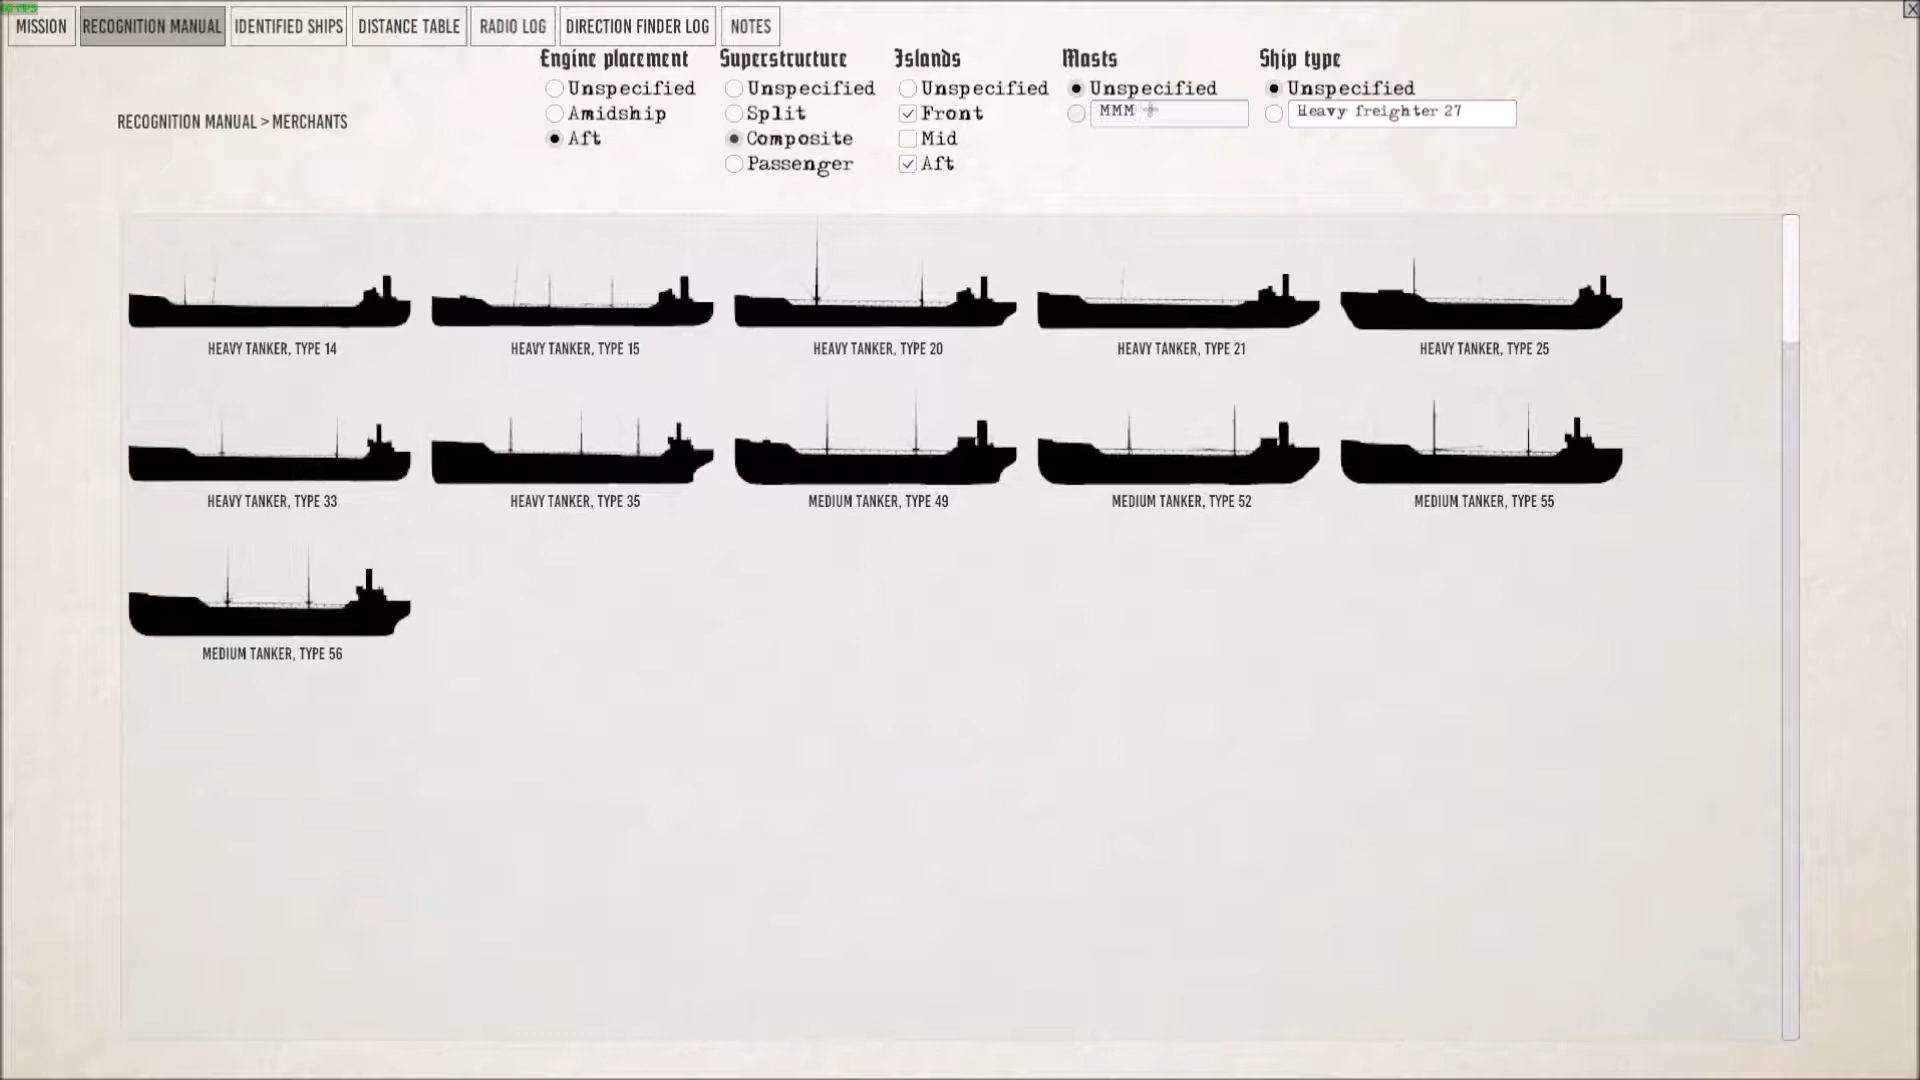 MISSION
RECOGNITION MANUAL
IDENTIFIED SHIPS
DISTANCE TABLE
RADIO LOG
DIRECTION FINDER LOG
NOTES
X
RECOGNITION MANUAL > MERCHANTS
Engine placement
Unspecified
Amidship
Aft
Superstructure
Unspecified
Split
Composite
Passenger
Islands
Unspecified
Front
Mid
Aft
Masts
Unspecified
MMM
Ship type
Unspecified
Heavy freighter 27
HEAVY TANKER, TYPE 14
HEAVY TANKER, TYPE 15
HEAVY TANKER, TYPE 20
HEAVY TANKER, TYPE 21
HEAVY TANKER, TYPE 25
HEAVY TANKER, TYPE 33
HEAVY TANKER, TYPE 35
MEDIUM TANKER, TYPE 49
MEDIUM TANKER, TYPE 52
MEDIUM TANKER, TYPE 55
MEDIUM TANKER, TYPE 56